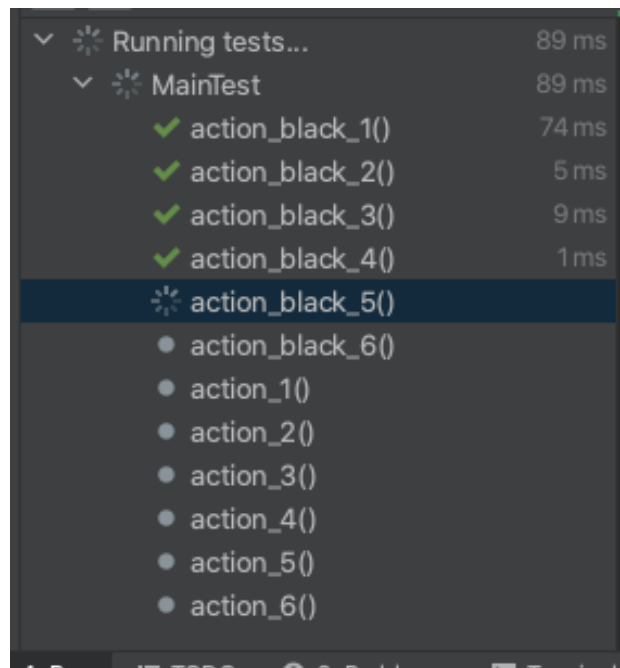 Running tests... 89 ms
MainTest 89 ms
action_black_1() 74 ms
action_black_2() 5 ms
action_black_3() 9 ms
action_black_4() 1 ms
action_black_5()
action_black_6()
action_1()
action_2()
action_3()
action_4()
action_5()
action_6()